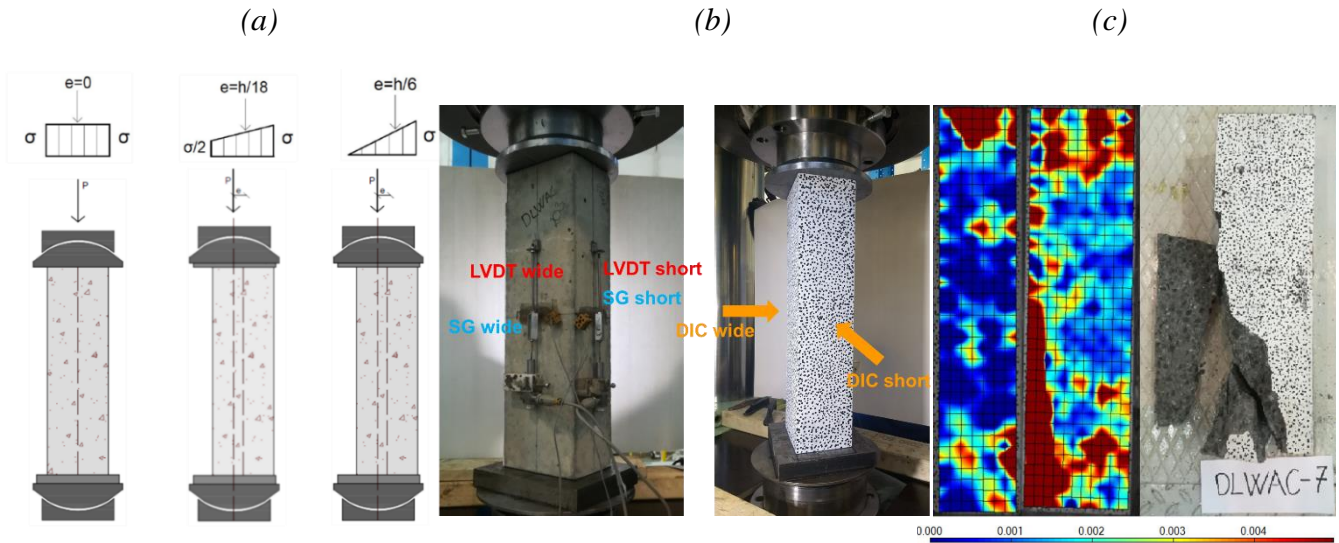 (a) (b) (c)
e=0 e=h/18 e=h/6
σ σ σ/2 σ σ
P P e P e
DLWAC
LVDT wide LVDT short
SG short
SG wide
DIC wide
DIC short
DLWAC-7
0.000 0.001 0.002 0.003 0.004